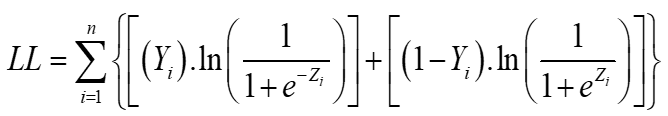 LL = \sum_{i=1}^{n} \left\{ \left[ (Y_i) . \ln \left( \frac{1}{1+e^{-Z_i}} \right) \right] + \left[ (1-Y_i) . \ln \left( \frac{1}{1+e^{Z_i}} \right) \right] \right\}